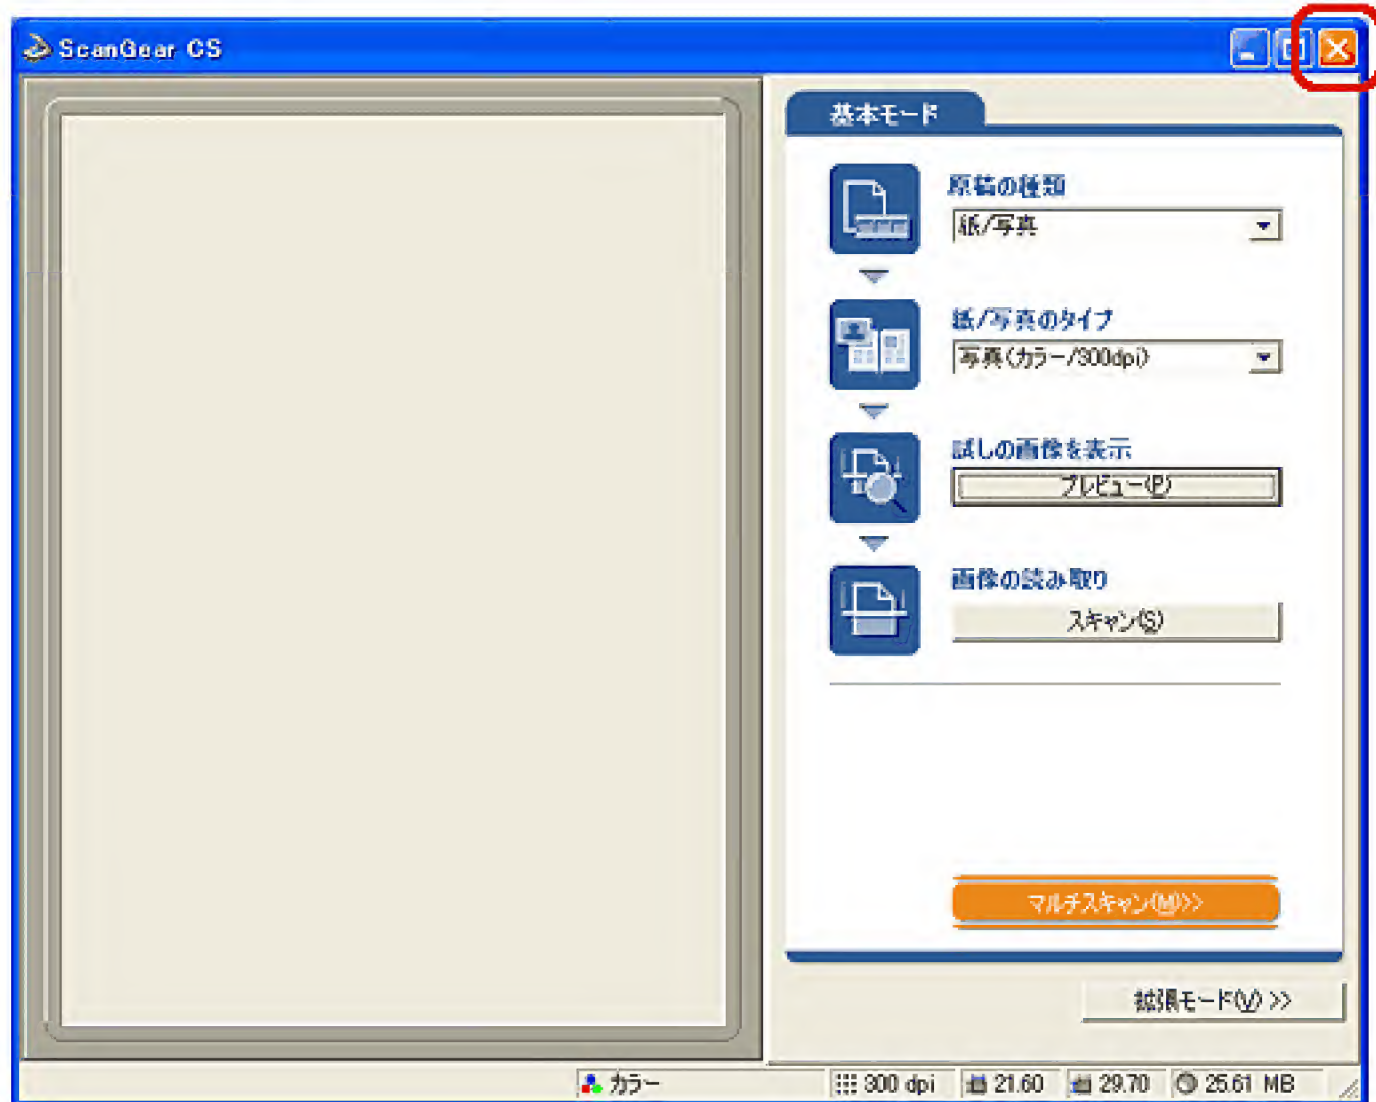 ScanGear CS
基本モード
原稿の種類
紙/写真
紙/写真のタイプ
写真(カラー/300dpi)
試しの画像を表示
プレビュー(P)
画像の読み取り
スキャン(S)
マルチスキャン(M)>>
拡張モード(V) >>
カラー 300 dpi 21.60 29.70 25.61 MB